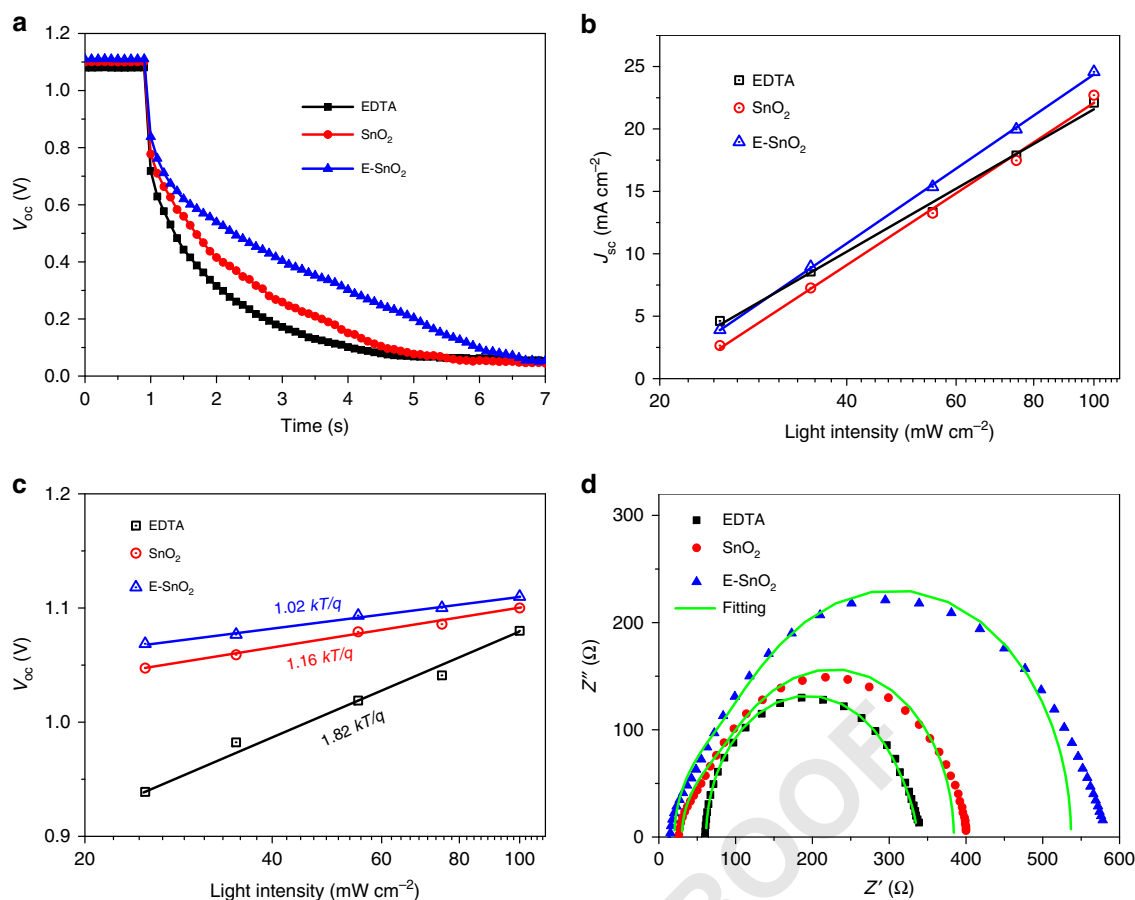 a
1.2
1.0
0.8
0.6
0.4
0.2
0.0
V_oc (V)
EDTA
SnO₂
E-SnO₂
0 1 2 3 4 5 6 7
Time (s)
b
25
20
15
10
5
0
J_sc (mA cm⁻²)
EDTA
SnO₂
E-SnO₂
20 40 60 80 100
Light intensity (mW cm⁻²)
c
1.2
1.1
1.0
0.9
V_oc (V)
EDTA
SnO₂
E-SnO₂
1.02 kT/q
1.16 kT/q
1.82 kT/q
20 40 60 80 100
Light intensity (mW cm⁻²)
d
300
200
100
0
Z″ (Ω)
EDTA
SnO₂
E-SnO₂
Fitting
0 100 200 300 400 500 600
Z′ (Ω)
PROOF